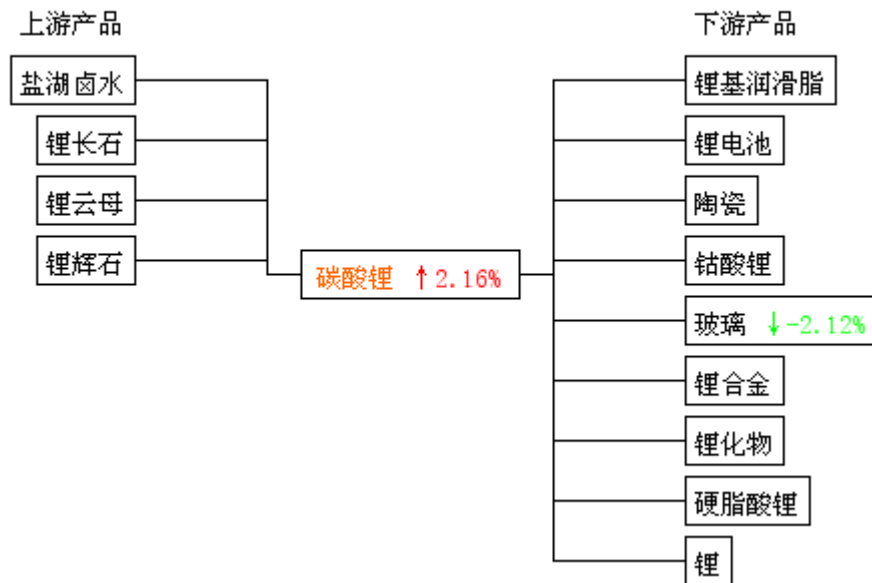 上游产品
下游产品
盐湖卤水
锂长石
锂云母
锂辉石
碳酸锂 ↑2.16%
锂基润滑脂
锂电池
陶瓷
钴酸锂
玻璃 ↓-2.12%
锂合金
锂化物
硬脂酸锂
锂